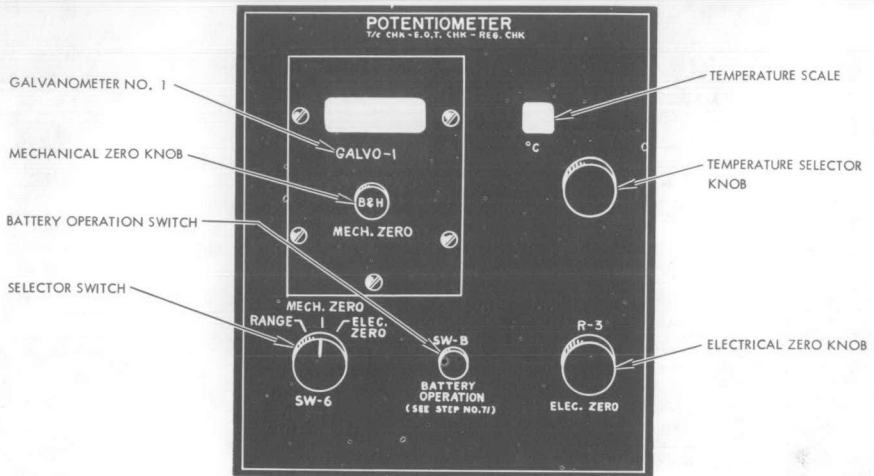 POTENTIOMETER
T/C CHK - E.G.T. CHK - RES. CHK
GALVANOMETER NO. 1
TEMPERATURE SCALE
GALVO-1
°C
MECHANICAL ZERO KNOB
TEMPERATURE SELECTOR
KNOB
B&H
MECH. ZERO
BATTERY OPERATION SWITCH
SELECTOR SWITCH
MECH. ZERO
RANGE
ELEC.
ZERO
SW-B
R-3
ELECTRICAL ZERO KNOB
SW-6
BATTERY
OPERATION
(SEE STEP NO.71)
ELEC. ZERO